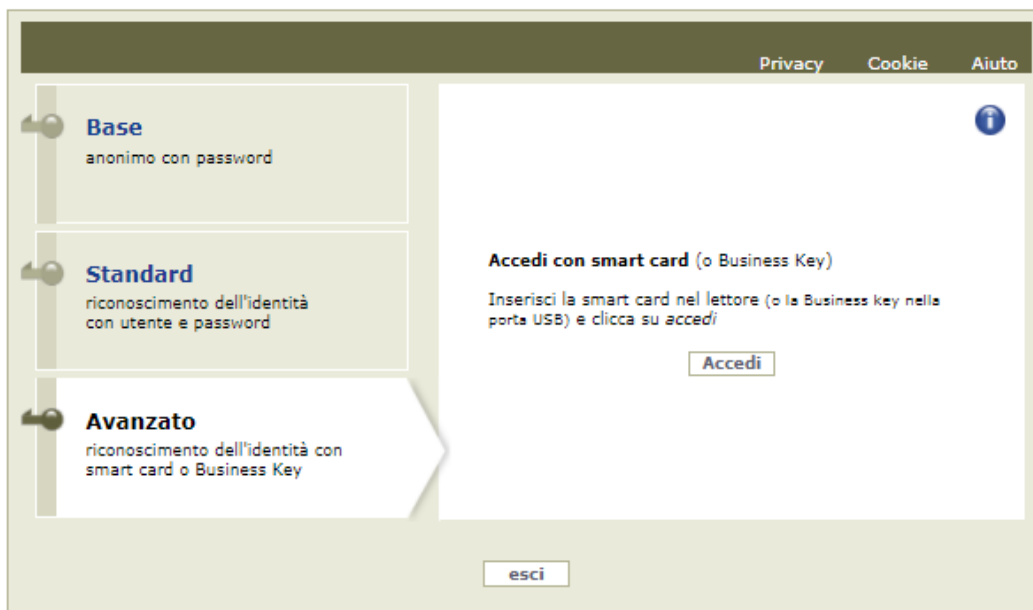 Privacy Cookie Aiuto
Base
anonimo con password
Standard
riconoscimento dell'identità
con utente e password
Avanzato
riconoscimento dell'identità con
smart card o Business Key
Accedi con smart card (o Business Key)
Inserisci la smart card nel lettore (o la Business key nella
porta USB) e clicca su accedi
Accedi
esci